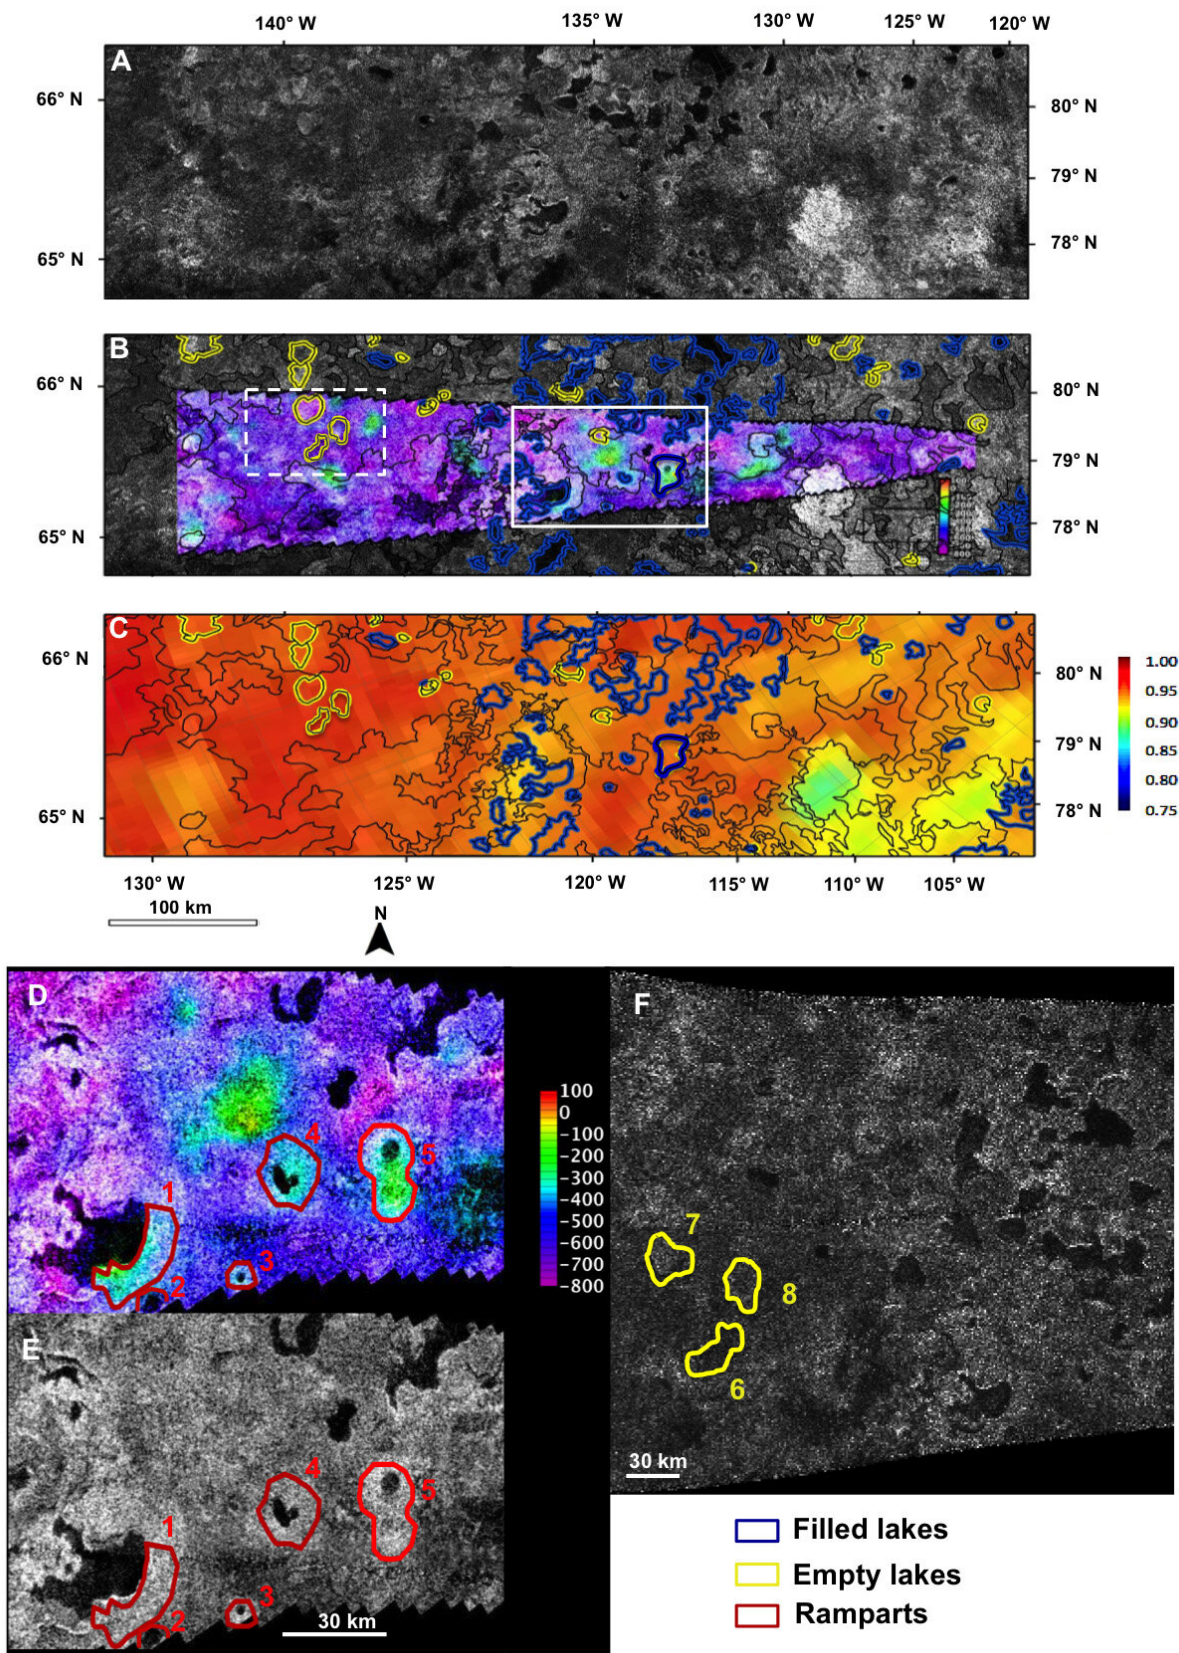 140° W 135° W 130° W 125° W 120° W
A
66° N 80° N
79° N
65° N 78° N
B
66° N 80° N
79° N
65° N 78° N
C
66° N 80° N
79° N
65° N 78° N
1.00
0.95
0.90
0.85
0.80
0.75
130° W 125° W 120° W 115° W 110° W 105° W
100 km
N
D
4
5
1
3
2
100
0
-100
-200
-300
-400
-500
-600
-700
-800
E
4
5
1
3
2
30 km
F
7
8
6
30 km
Filled lakes
Empty lakes
Ramparts